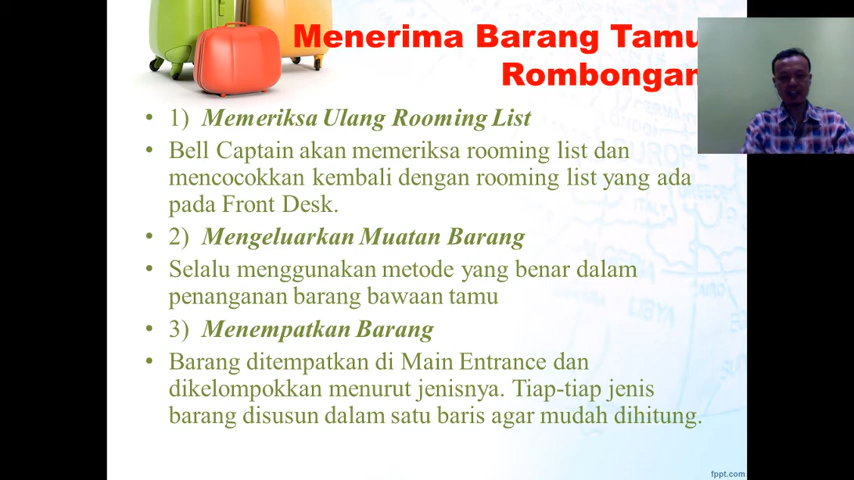 Menerima Barang Tamu
Rombongan
• 1) Memeriksa Ulang Rooming List
• Bell Captain akan memeriksa rooming list dan
mencocokkan kembali dengan rooming list yang ada
pada Front Desk.
• 2) Mengeluarkan Muatan Barang
• Selalu menggunakan metode yang benar dalam
penanganan barang bawaan tamu
• 3) Menempatkan Barang
• Barang ditempatkan di Main Entrance dan
dikelompokkan menurut jenisnya. Tiap-tiap jenis
barang disusun dalam satu baris agar mudah dihitung.
fppt.com